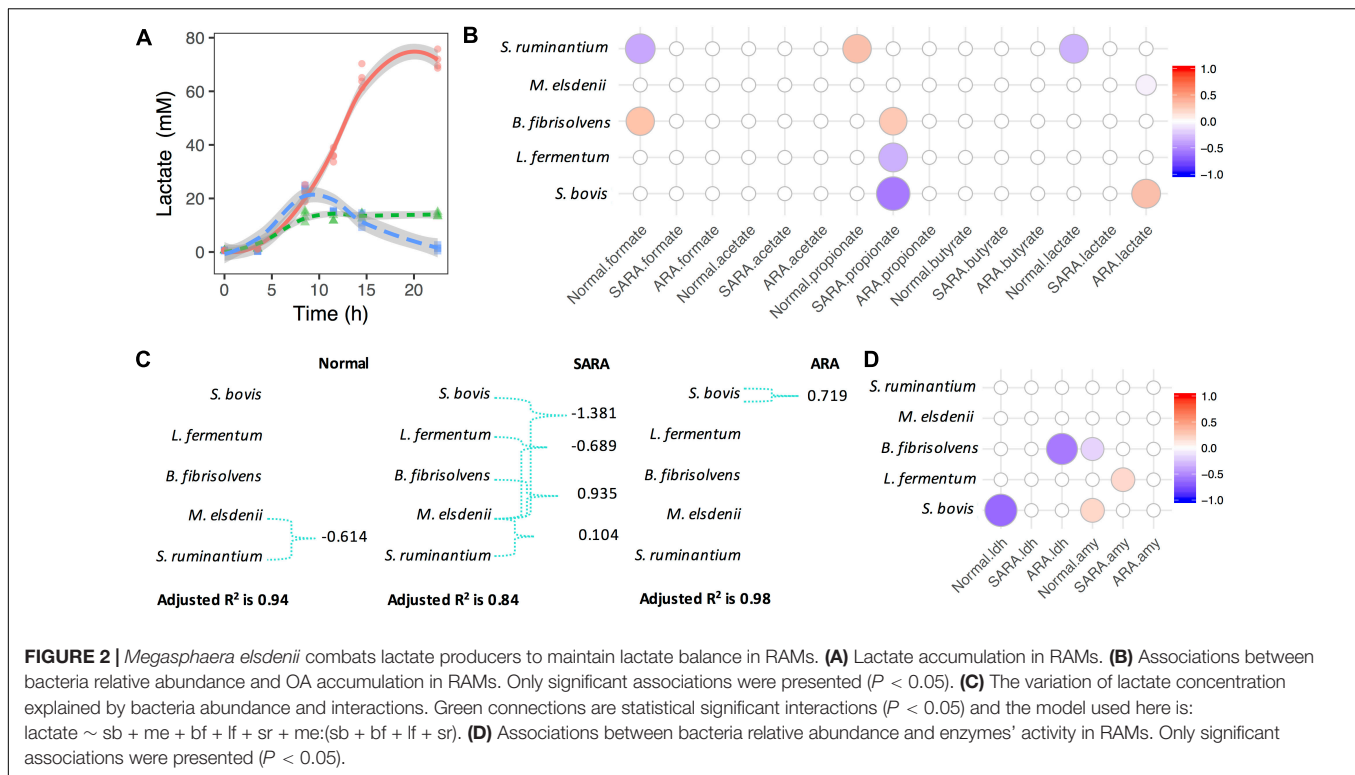 A
Lactate (mM)
80
60
40
20
0
0 5 10 15 20
Time (h)
B
S. ruminantium
M. elsdenii
B. fibrisolvens
L. fermentum
S. bovis
Normal.formate
SARA.formate
ARA.formate
Normal.acetate
SARA.acetate
ARA.acetate
Normal.propionate
SARA.propionate
ARA.propionate
Normal.butyrate
SARA.butyrate
ARA.butyrate
Normal.lactate
SARA.lactate
ARA.lactate
1.0
0.5
0.0
−0.5
−1.0
C
Normal
S. bovis
L. fermentum
B. fibrisolvens
M. elsdenii
-0.614
S. ruminantium
Adjusted R² is 0.94
SARA
S. bovis
-1.381
L. fermentum
-0.689
B. fibrisolvens
0.935
M. elsdenii
0.104
S. ruminantium
Adjusted R² is 0.84
ARA
S. bovis
0.719
L. fermentum
B. fibrisolvens
M. elsdenii
S. ruminantium
Adjusted R² is 0.98
D
S. ruminantium
M. elsdenii
B. fibrisolvens
L. fermentum
S. bovis
Normal.ldh
SARA.ldh
ARA.ldh
Normal.amy
SARA.amy
ARA.amy
1.0
0.5
0.0
−0.5
−1.0
FIGURE 2 | Megasphaera elsdenii combats lactate producers to maintain lactate balance in RAMs. (A) Lactate accumulation in RAMs. (B) Associations between
bacteria relative abundance and OA accumulation in RAMs. Only significant associations were presented (P < 0.05). (C) The variation of lactate concentration
explained by bacteria abundance and interactions. Green connections are statistical significant interactions (P < 0.05) and the model used here is:
lactate ∼ sb + me + bf + lf + sr + me:(sb + bf + lf + sr). (D) Associations between bacteria relative abundance and enzymes' activity in RAMs. Only significant
associations were presented (P < 0.05).